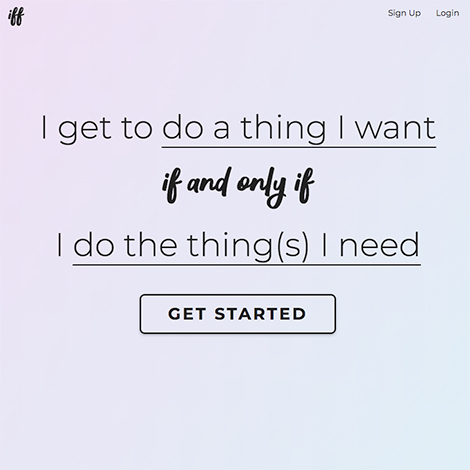 iff
Sign Up Login
I get to do a thing I want
if and only if
I do the thing(s) I need
GET STARTED